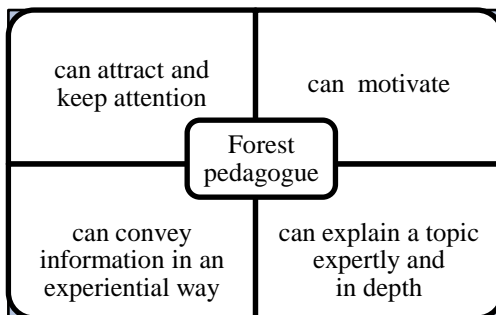 can attract and
keep attention
can motivate
Forest
pedagogue
can convey
information in an
experiential way
can explain a topic
expertly and
in depth